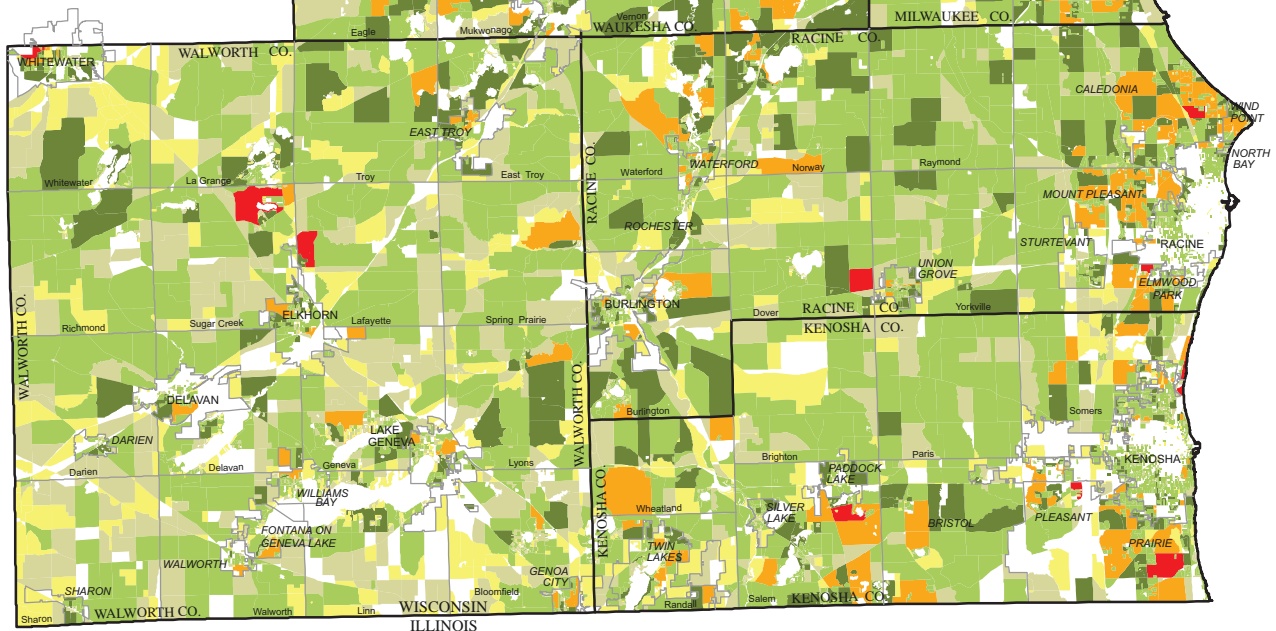 Vernon
MILWAUKEE CO.
Eagle
Mukwonago
WAUKESHA CO.
WALWORTH CO.
RACINE CO.
WHITEWATER
CALEDONIA
WIND
POINT
EAST TROY
NORTH
BAY
Whitewater
La Grange
Troy
East Troy
RACINE CO.
Waterford
WATERFORD
Norway
Raymond
MOUNT PLEASANT
ROCHESTER
STURTEVANT
RACINE
UNION
GROVE
ELMWOOD
PARK
WALWORTH CO.
BURLINGTON
ELKHORN
Richmond
Sugar Creek
Lafayette
Spring Prairie
Dover
RACINE CO.
Yorkville
KENOSHA CO.
WALWORTH CO.
DELAVAN
Burlington
Somers
LAKE
GENEVA
DARIEN
Darien
Delavan
Geneva
Lyons
Brighton
Paris
KENOSHA
PADDOCK
LAKE
WILLIAMS
BAY
KENOSHA CO.
Wheatland
SILVER
LAKE
BRISTOL
PLEASANT
PRAIRIE
FONTANA ON
GENEVA LAKE
WALWORTH
TWIN
LAKES
GENOA
CITY
SHARON
Bloomfield
Sharon
WALWORTH CO.
Walworth
Linn
WISCONSIN
ILLINOIS
Randall
Salem
KENOSHA CO.